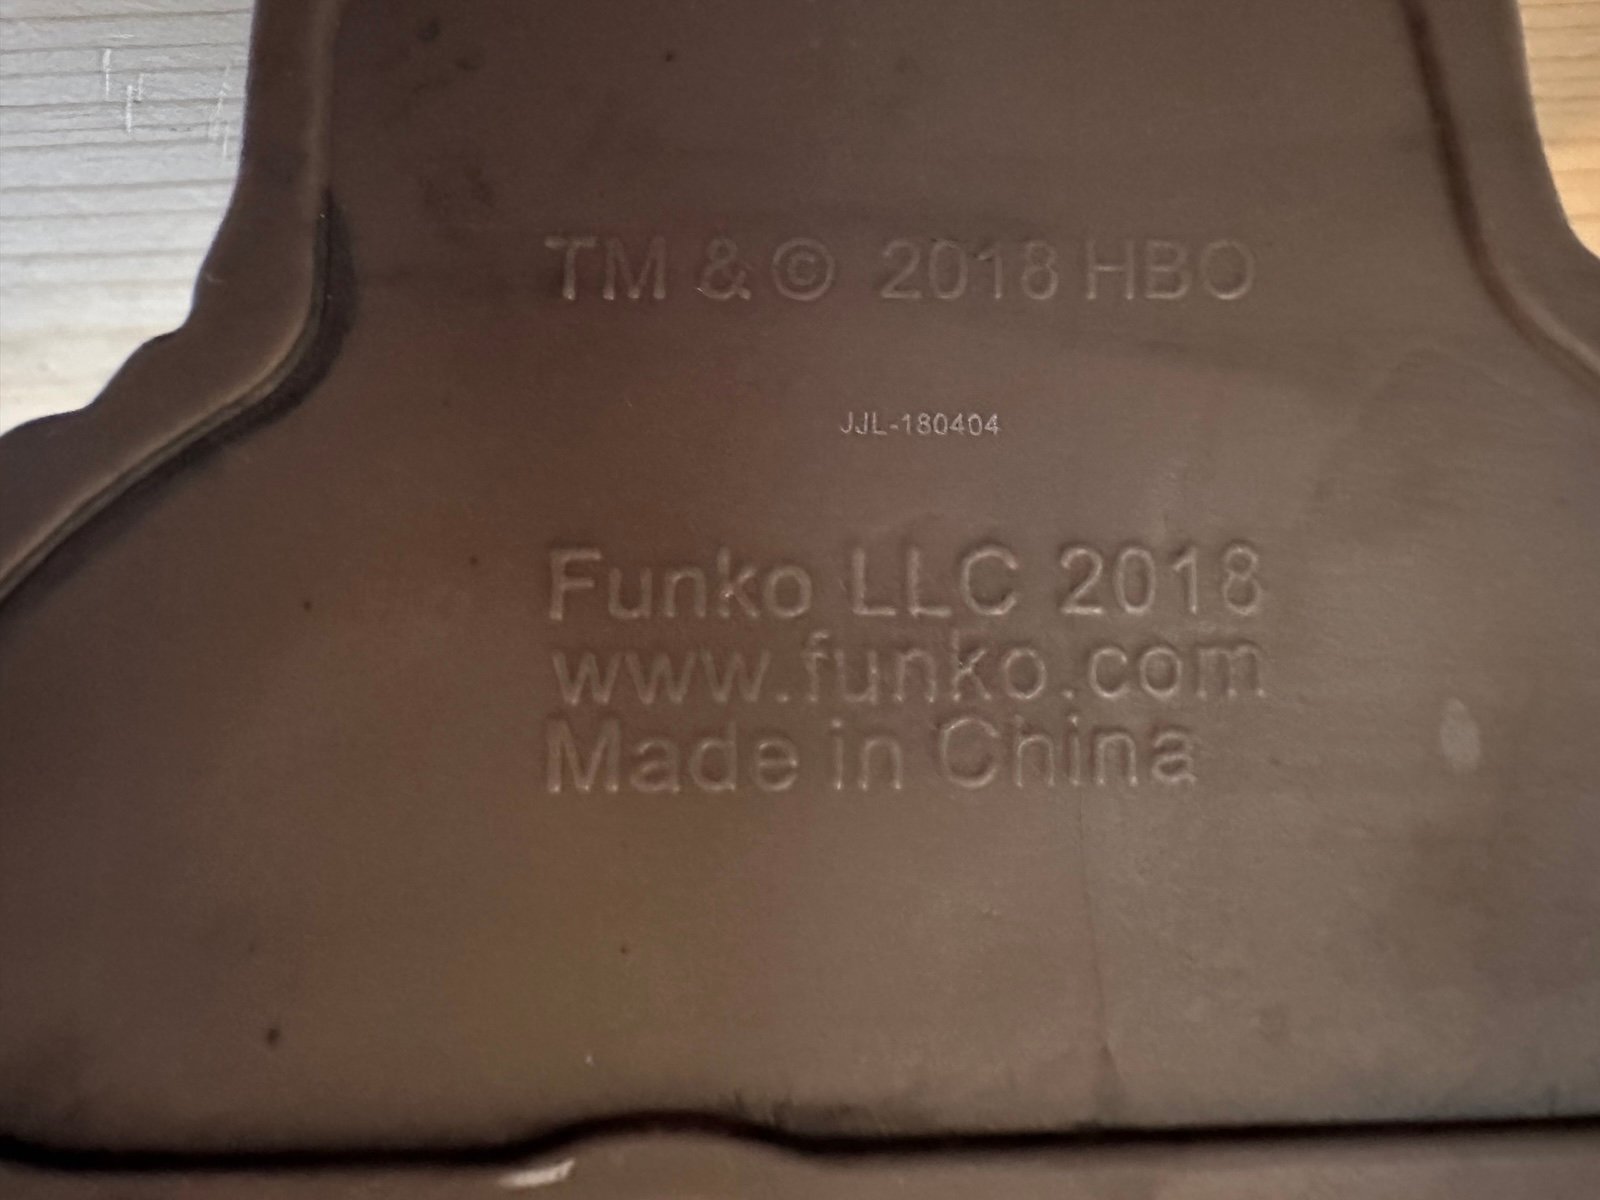 TM & © 2018 HBO
JJL-180404
Funko LLC 2018
www.funko.com
Made in China